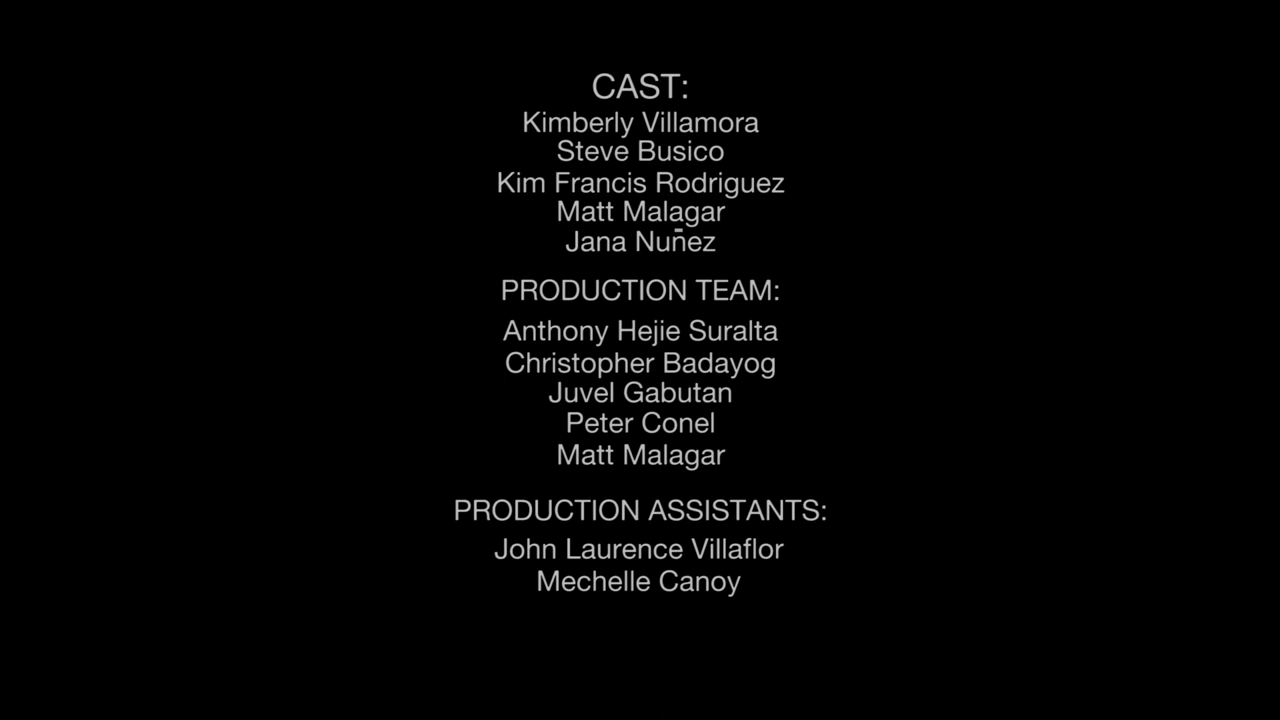 CAST:
Kimberly Villamora
Steve Busico
Kim Francis Rodriguez
Matt Malagar
Jana Nuñez
PRODUCTION TEAM:
Anthony Hejie Suralta
Christopher Badayog
Juvel Gabutan
Peter Conel
Matt Malagar
PRODUCTION ASSISTANTS:
John Laurence Villaflor
Mechelle Canoy